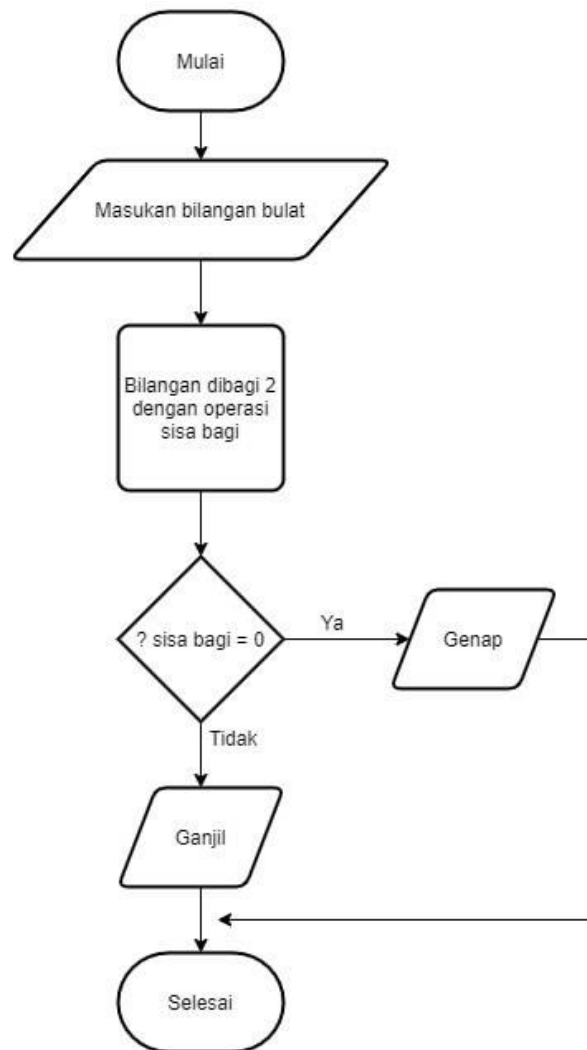 Mulai
Masukan bilangan bulat
Bilangan dibagi 2
dengan operasi
sisa bagi
? sisa bagi = 0
Ya
Genap
Tidak
Ganjil
Selesai